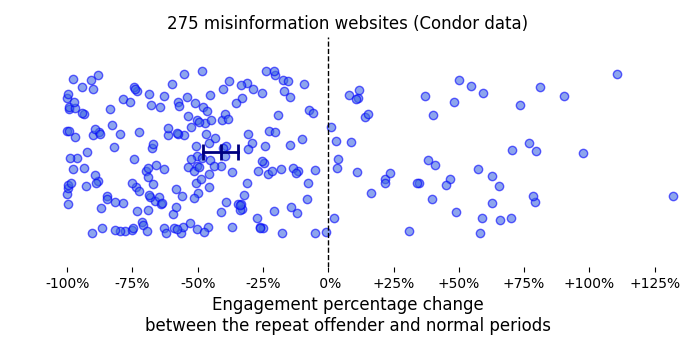 275 misinformation websites (Condor data)
-100% -75% -50% -25% 0% +25% +50% +75% +100% +125%
Engagement percentage change
between the repeat offender and normal periods